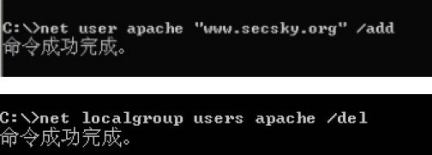 C:\>net user apache "www.secsky.org" /add
命令成功完成。
C:\>net localgroup users apache /del
命令成功完成。